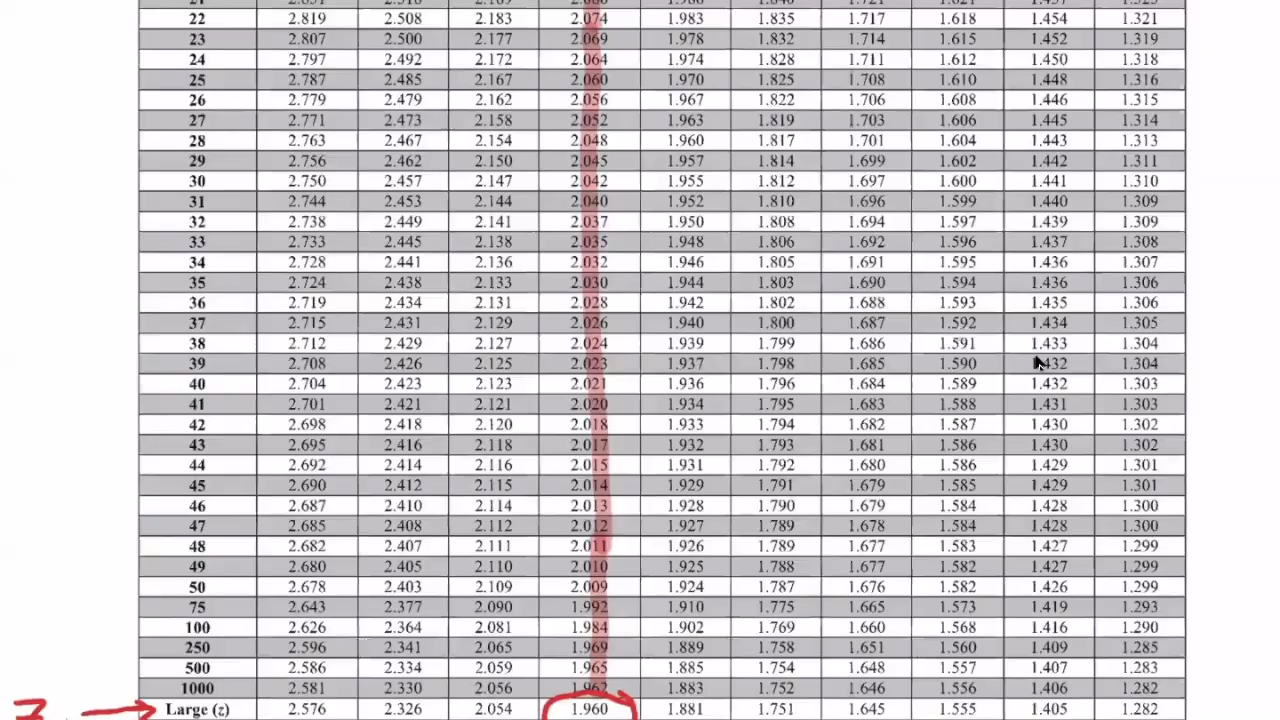 22 2.819 2.508 2.183 2.074 1.983 1.835 1.717 1.618 1.454 1.321
23 2.807 2.500 2.177 2.069 1.978 1.832 1.714 1.615 1.452 1.319
24 2.797 2.492 2.172 2.064 1.974 1.828 1.711 1.612 1.450 1.318
25 2.787 2.485 2.167 2.060 1.970 1.825 1.708 1.610 1.448 1.316
26 2.779 2.479 2.162 2.056 1.967 1.822 1.706 1.608 1.446 1.315
27 2.771 2.473 2.158 2.052 1.963 1.819 1.703 1.606 1.445 1.314
28 2.763 2.467 2.154 2.048 1.960 1.817 1.701 1.604 1.443 1.313
29 2.756 2.462 2.150 2.045 1.957 1.814 1.699 1.602 1.442 1.311
30 2.750 2.457 2.147 2.042 1.955 1.812 1.697 1.600 1.441 1.310
31 2.744 2.453 2.144 2.040 1.952 1.810 1.696 1.599 1.440 1.309
32 2.738 2.449 2.141 2.037 1.950 1.808 1.694 1.597 1.439 1.309
33 2.733 2.445 2.138 2.035 1.948 1.806 1.692 1.596 1.437 1.308
34 2.728 2.441 2.136 2.032 1.946 1.805 1.691 1.595 1.436 1.307
35 2.724 2.438 2.133 2.030 1.944 1.803 1.690 1.594 1.436 1.306
36 2.719 2.434 2.131 2.028 1.942 1.802 1.688 1.593 1.435 1.306
37 2.715 2.431 2.129 2.026 1.940 1.800 1.687 1.592 1.434 1.305
38 2.712 2.429 2.127 2.024 1.939 1.799 1.686 1.591 1.433 1.304
39 2.708 2.426 2.125 2.023 1.937 1.798 1.685 1.590 1.432 1.304
40 2.704 2.423 2.123 2.021 1.936 1.796 1.684 1.589 1.432 1.303
41 2.701 2.421 2.121 2.020 1.934 1.795 1.683 1.588 1.431 1.303
42 2.698 2.418 2.120 2.018 1.933 1.794 1.682 1.587 1.430 1.302
43 2.695 2.416 2.118 2.017 1.932 1.793 1.681 1.586 1.430 1.302
44 2.692 2.414 2.116 2.015 1.931 1.792 1.680 1.586 1.429 1.301
45 2.690 2.412 2.115 2.014 1.929 1.791 1.679 1.585 1.429 1.301
46 2.687 2.410 2.114 2.013 1.928 1.790 1.679 1.584 1.428 1.300
47 2.685 2.408 2.112 2.012 1.927 1.789 1.678 1.584 1.428 1.300
48 2.682 2.407 2.111 2.011 1.926 1.789 1.677 1.583 1.427 1.299
49 2.680 2.405 2.110 2.010 1.925 1.788 1.677 1.582 1.427 1.299
50 2.678 2.403 2.109 2.009 1.924 1.787 1.676 1.582 1.426 1.299
75 2.643 2.377 2.090 1.992 1.910 1.775 1.665 1.573 1.419 1.293
100 2.626 2.364 2.081 1.984 1.902 1.769 1.660 1.568 1.416 1.290
250 2.596 2.341 2.065 1.969 1.889 1.758 1.651 1.560 1.409 1.285
500 2.586 2.334 2.059 1.965 1.885 1.754 1.648 1.557 1.407 1.283
1000 2.581 2.330 2.056 1.962 1.883 1.752 1.646 1.556 1.406 1.282
Large (z) 2.576 2.326 2.054 1.960 1.881 1.751 1.645 1.555 1.405 1.282